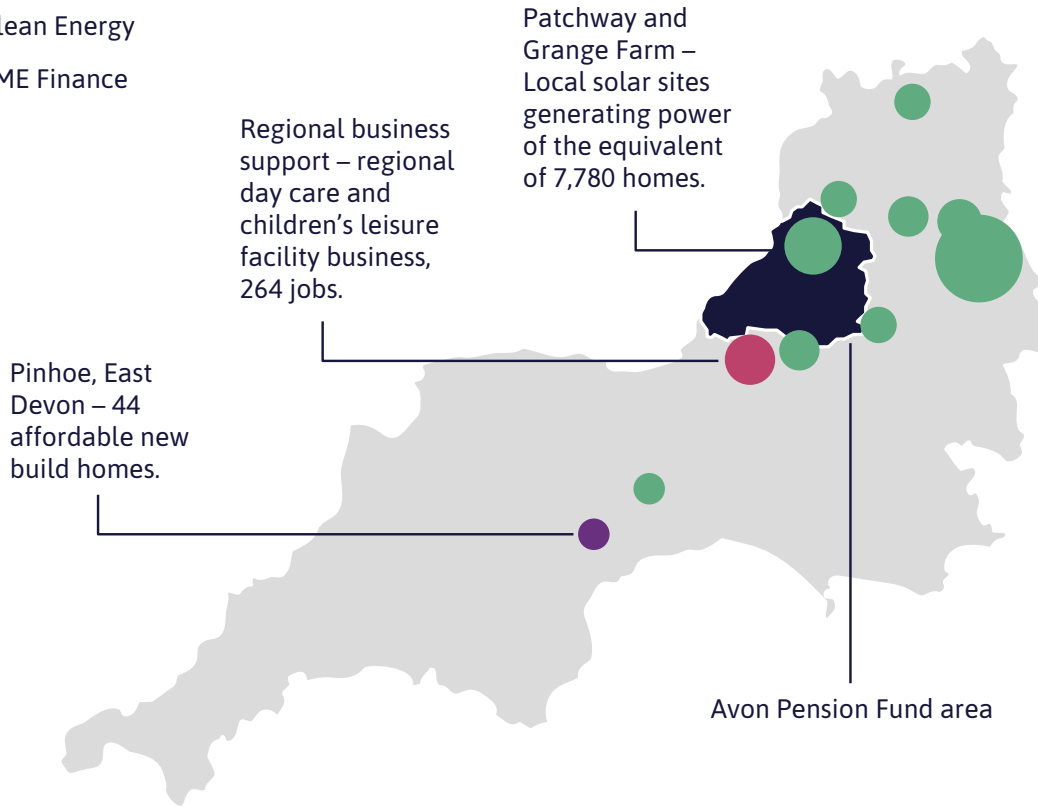 lean Energy
ME Finance
Patchway and
Grange Farm –
Local solar sites
generating power
of the equivalent
of 7,780 homes.
Regional business
support – regional
day care and
children’s leisure
facility business,
264 jobs.
Pinhoe, East
Devon – 44
affordable new
build homes.
Avon Pension Fund area